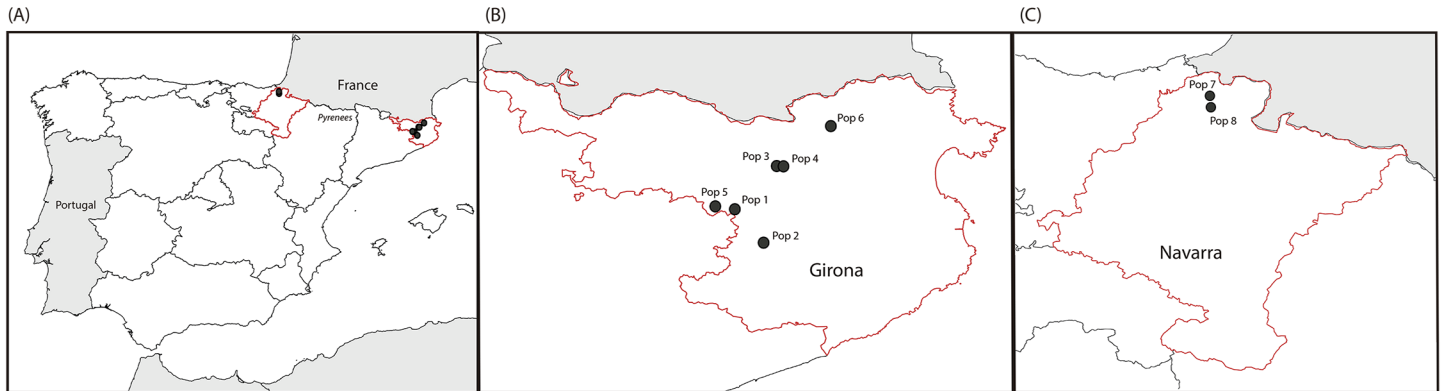 (A)
France
Pyrenees
Portugal
(B)
Pop 6
Pop 3
Pop 4
Pop 5
Pop 1
Pop 2
Girona
(C)
Pop 7
Pop 8
Navarra